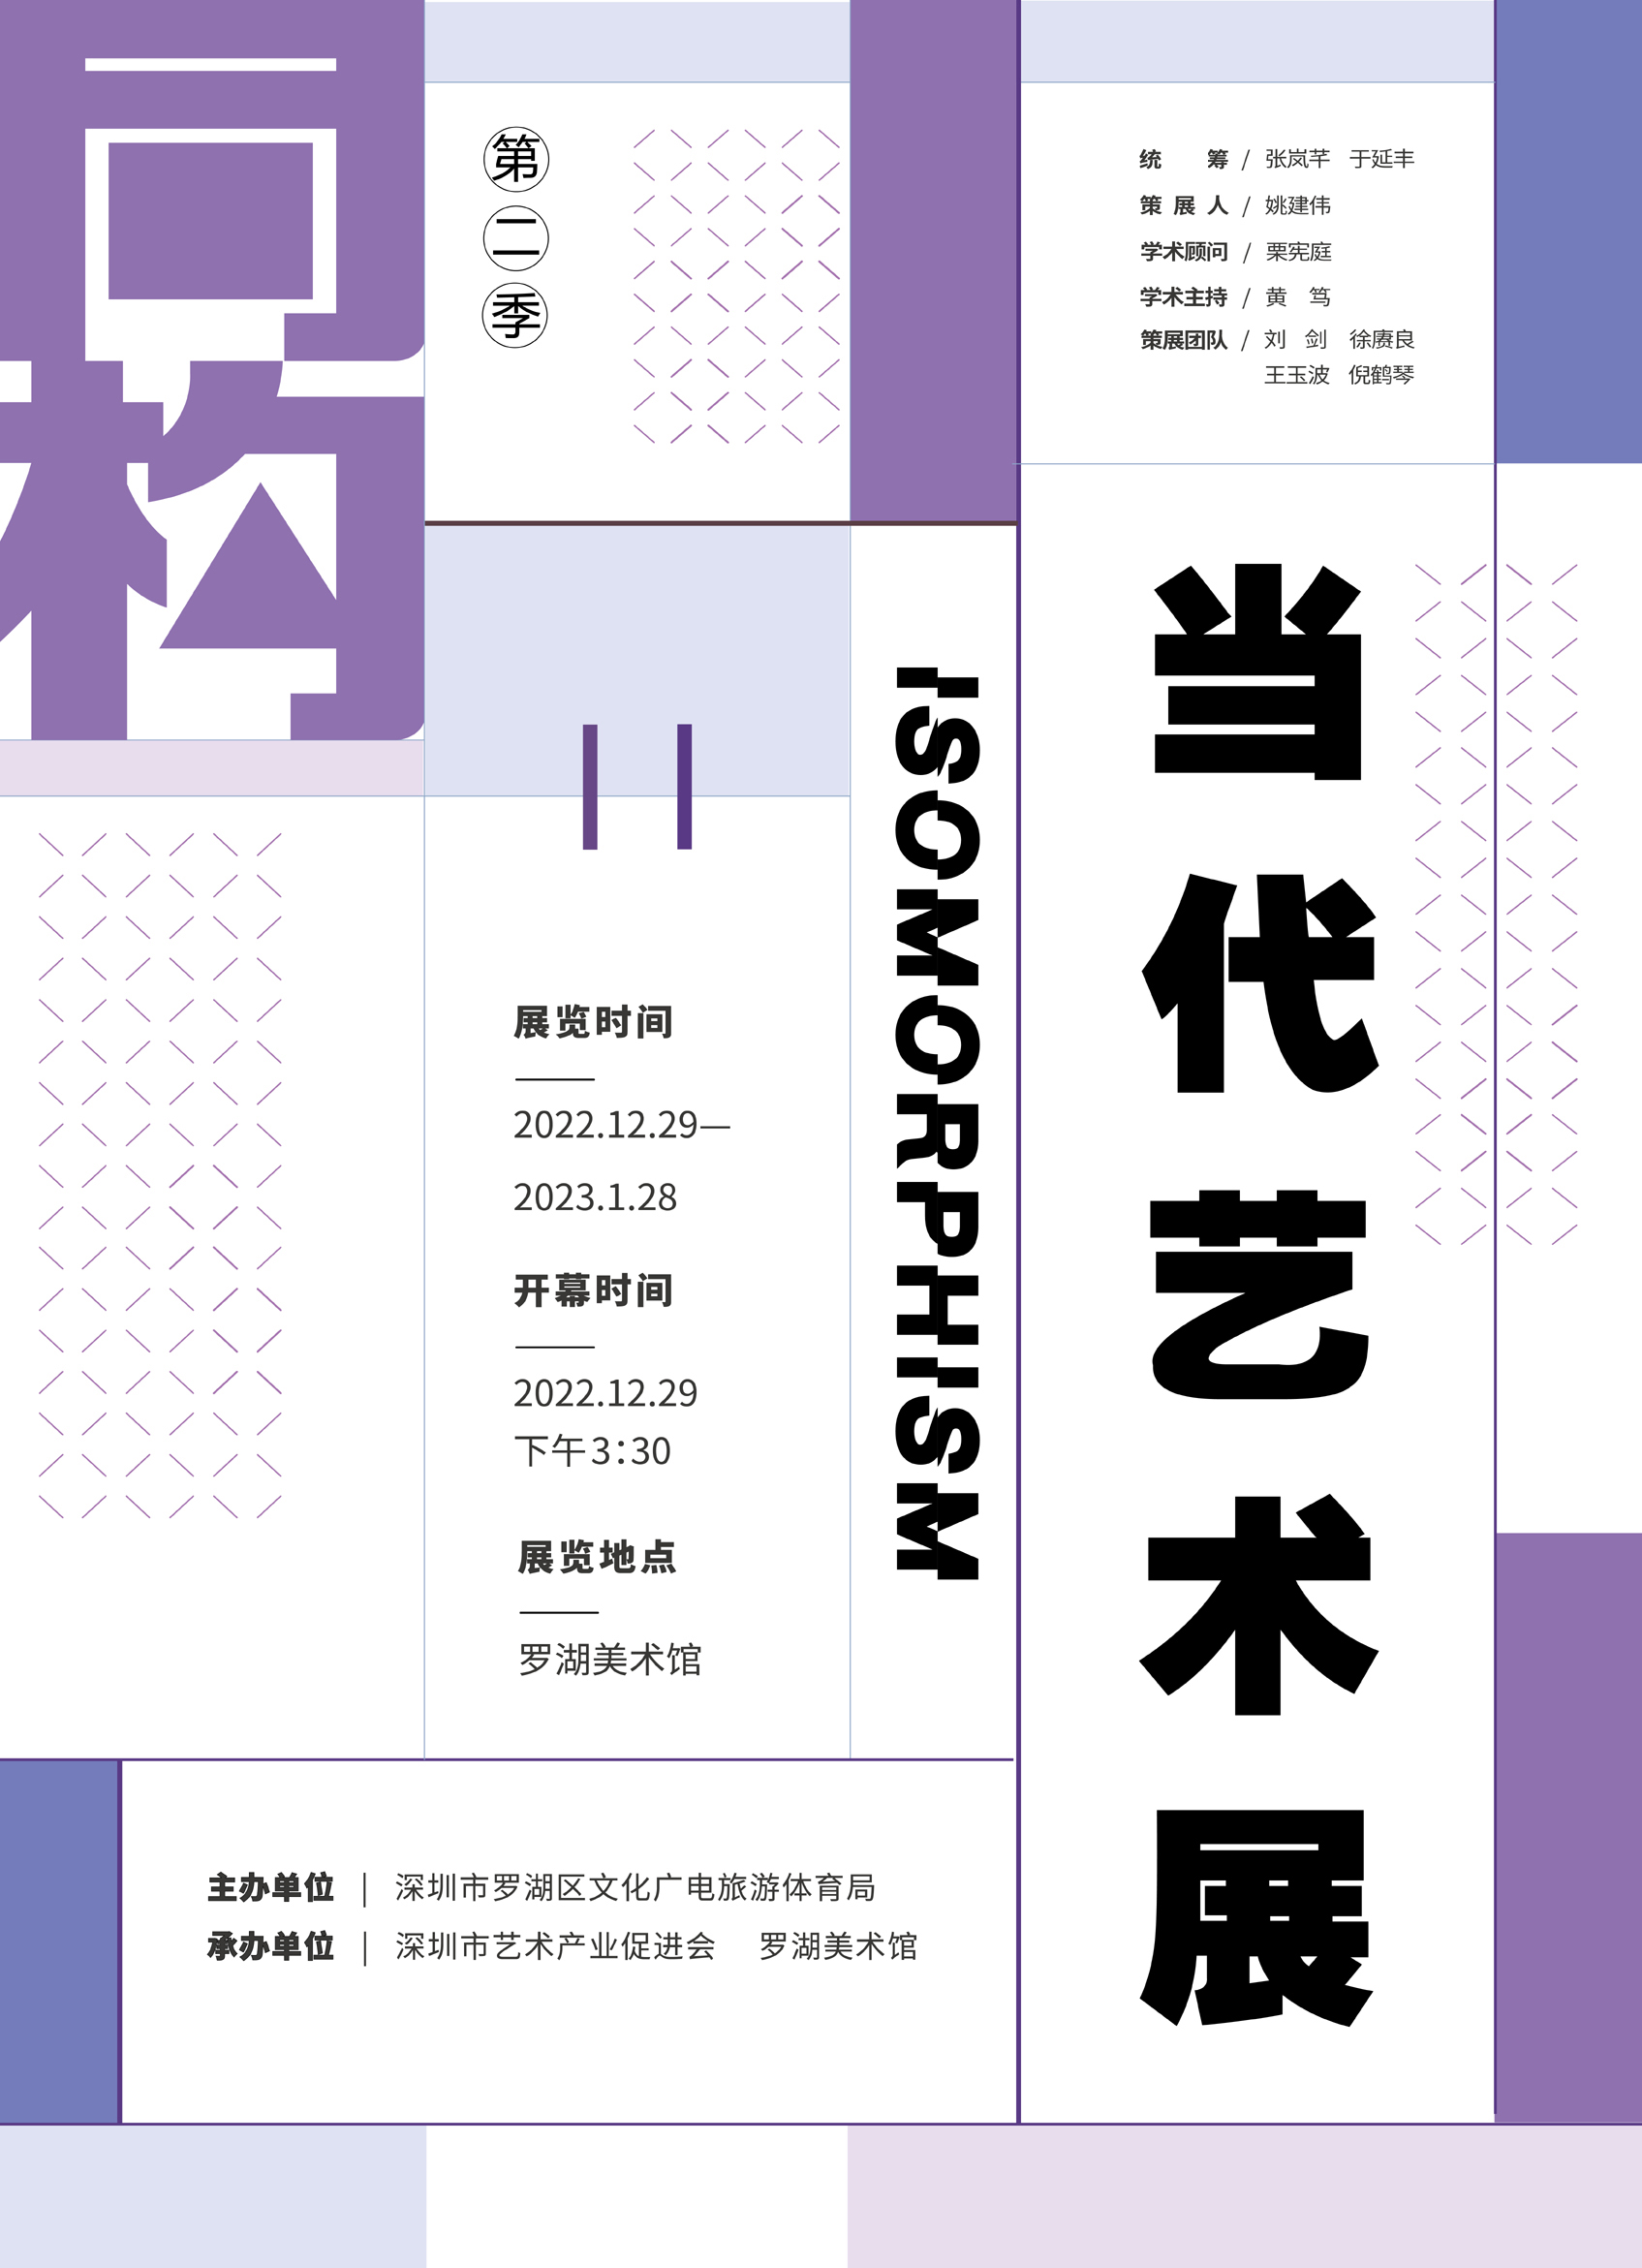 同构
第二季
统筹 / 张岚芊 于延丰
策展人 / 姚建伟
学术顾问 / 栗宪庭
学术主持 / 黄笃
策展团队 / 刘剑 徐赓良
王玉波 倪鹤琴
当代艺术展
ISOMORPHISM
展览时间
2022.12.29—
2023.1.28
开幕时间
2022.12.29
下午3:30
展览地点
罗湖美术馆
主办单位 | 深圳市罗湖区文化广电旅游体育局
承办单位 | 深圳市艺术产业促进会 罗湖美术馆